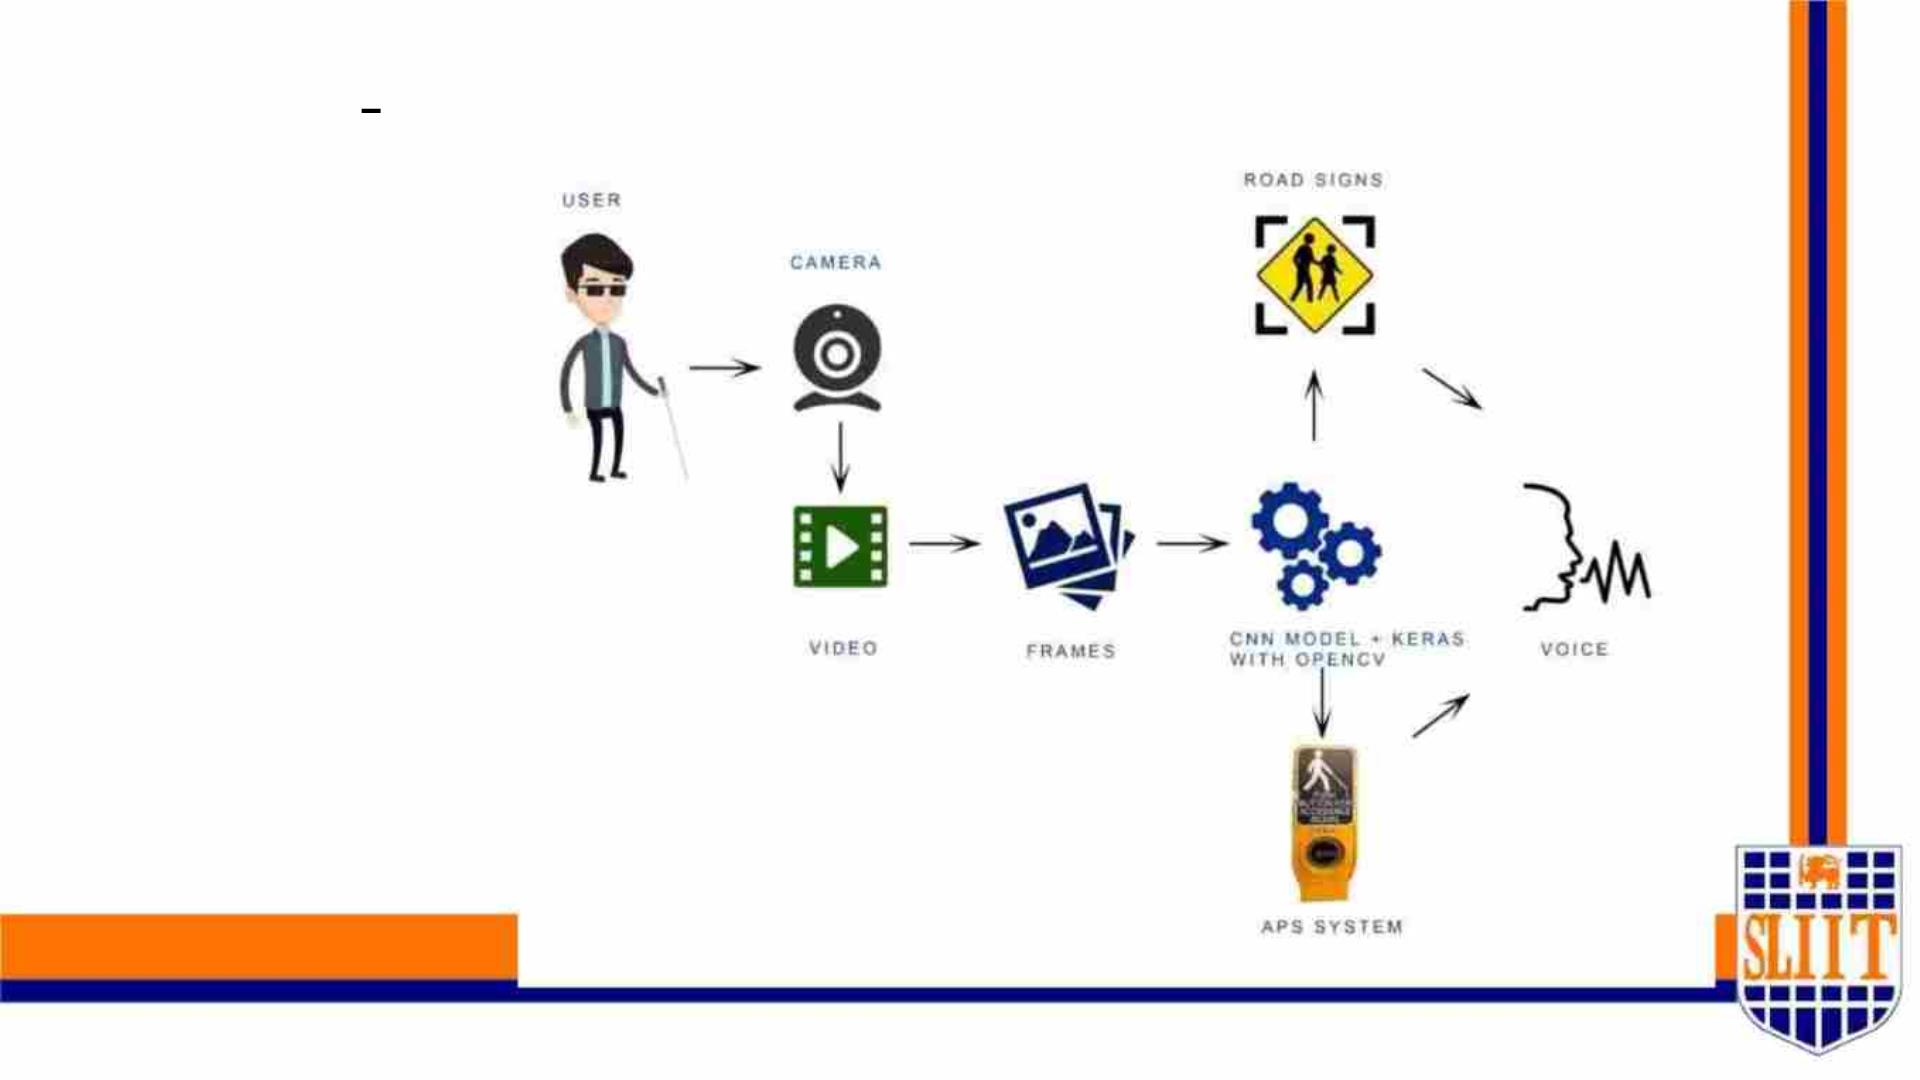 –
USER
CAMERA
ROAD SIGNS
VIDEO
FRAMES
CNN MODEL + KERAS
WITH OPENCV
VOICE
APS SYSTEM
SLIIT